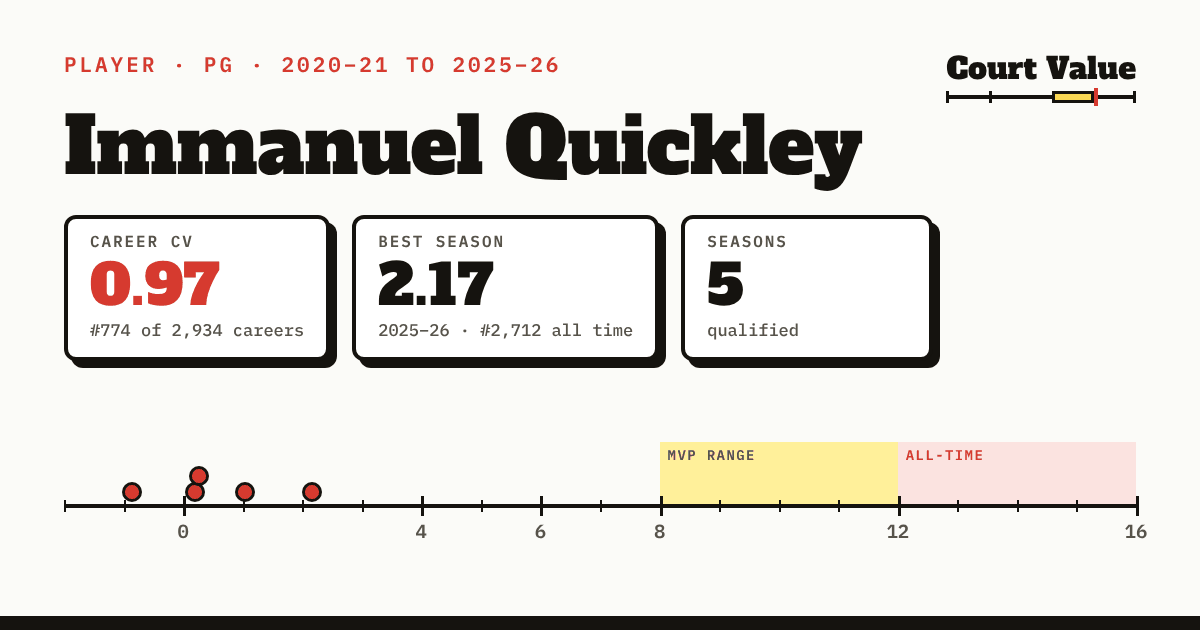 PLAYER · PG · 2020–21 TO 2025–26
Court Value
Immanuel Quickley
CAREER CV
0.97
#774 of 2,934 careers
BEST SEASON
2.17
2025–26 · #2,712 all time
SEASONS
5
qualified
MVP RANGE
ALL-TIME
0
4
6
8
12
16